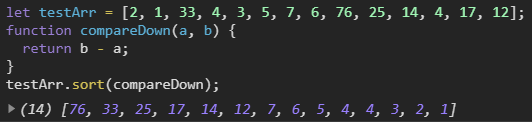 let testArr = [2, 1, 33, 4, 3, 5, 7, 6, 76, 25, 14, 4, 17, 12];
function compareDown(a, b) {
  return b - a;
}
testArr.sort(compareDown);
▶ (14) [76, 33, 25, 17, 14, 12, 7, 6, 5, 4, 4, 3, 2, 1]